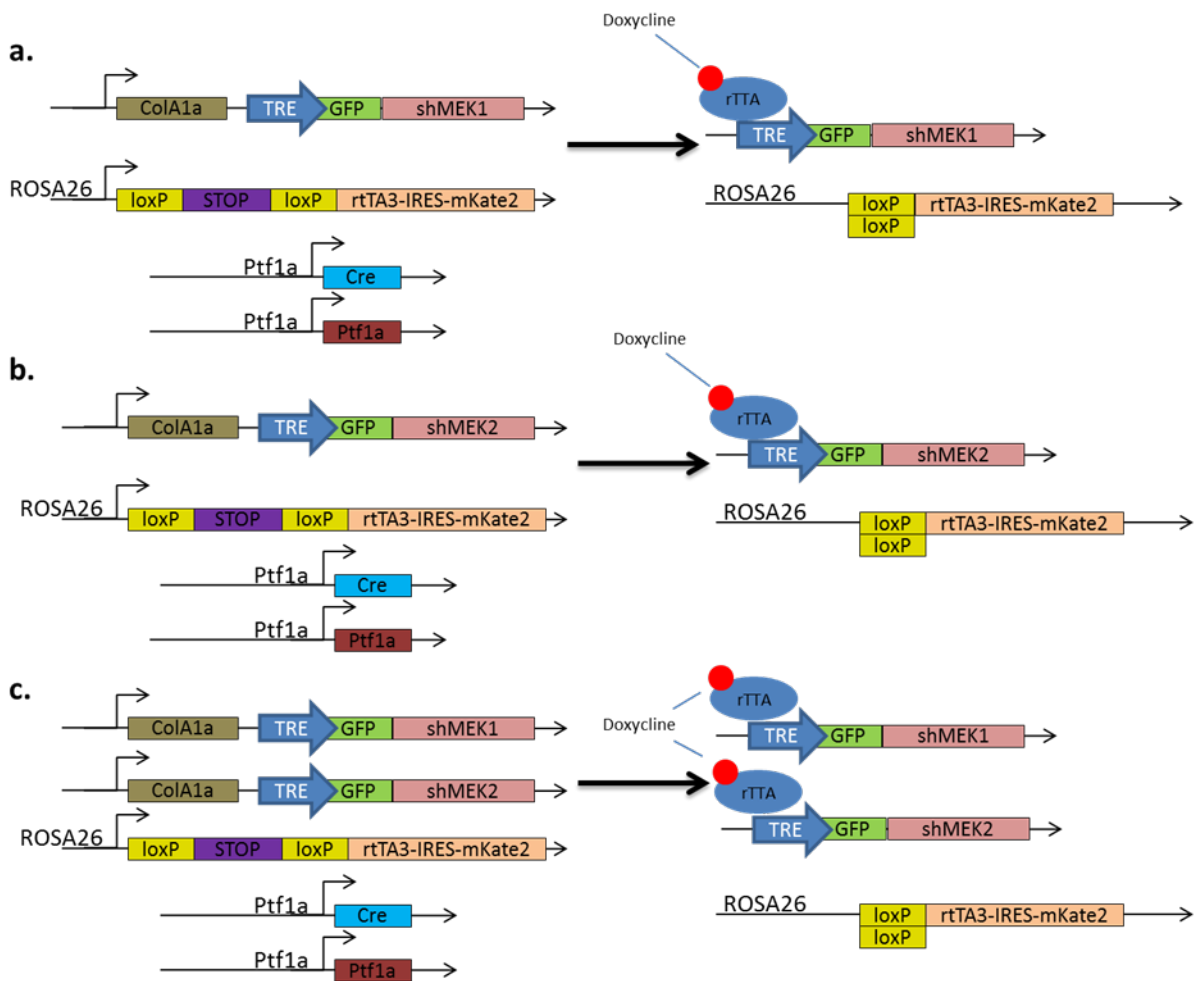 Doxycline
a.
ColA1a TRE GFP shMEK1
rTTA
TRE GFP shMEK1
ROSA26
loxP STOP loxP rtTA3-IRES-mKate2
ROSA26
loxP rtTA3-IRES-mKate2
loxP
Ptf1a
Cre
Ptf1a
Ptf1a
b.
Doxycline
ColA1a TRE GFP shMEK2
rTTA
TRE GFP shMEK2
ROSA26
loxP STOP loxP rtTA3-IRES-mKate2
ROSA26
loxP rtTA3-IRES-mKate2
loxP
Ptf1a
Cre
Ptf1a
Ptf1a
c.
ColA1a TRE GFP shMEK1
ColA1a TRE GFP shMEK2
Doxycline
rTTA
TRE GFP shMEK1
rTTA
TRE GFP shMEK2
ROSA26
loxP STOP loxP rtTA3-IRES-mKate2
ROSA26
loxP rtTA3-IRES-mKate2
loxP
Ptf1a
Cre
Ptf1a
Ptf1a